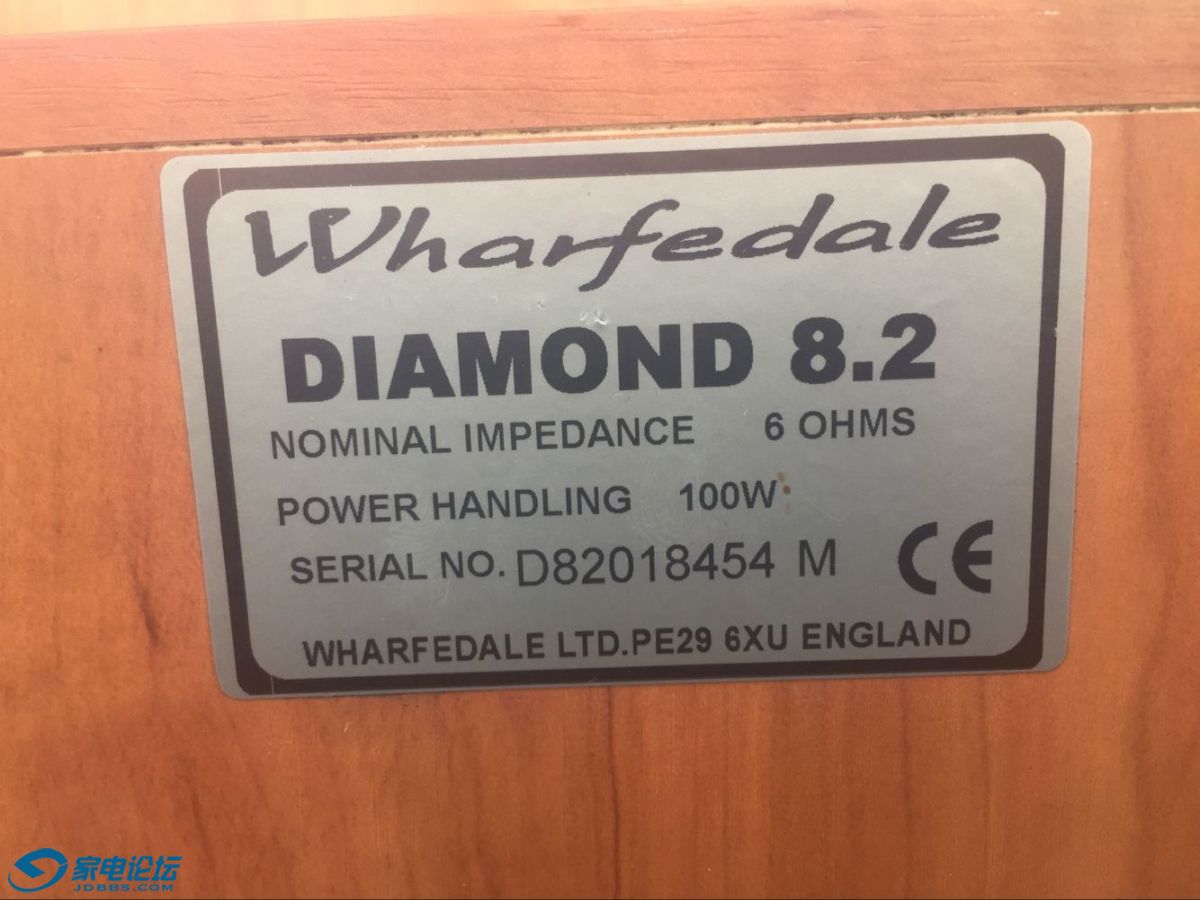 Wharfedale
DIAMOND 8.2
NOMINAL IMPEDANCE 6 OHMS
POWER HANDLING 100W
SERIAL NO. D82018454 M CE
WHARFEDALE LTD.PE29 6XU ENGLAND
家电论坛
JDBBS.COM